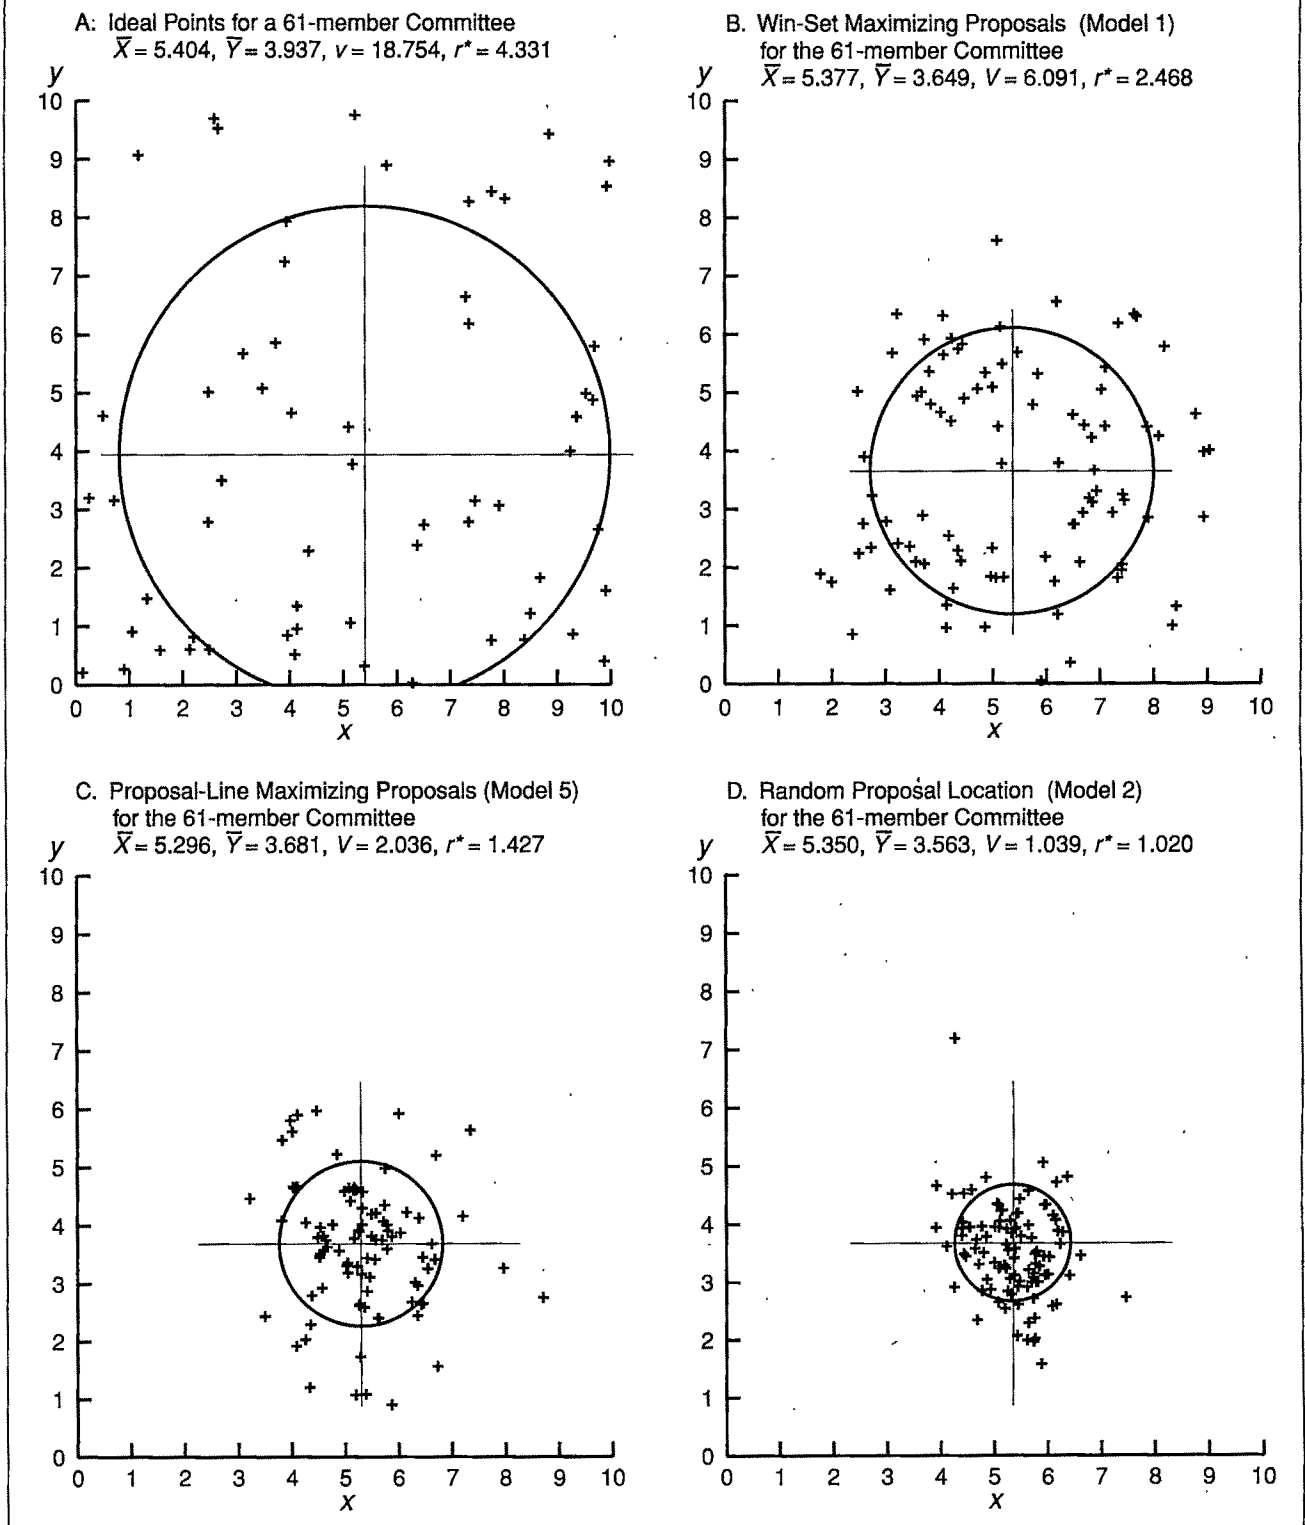 A. Ideal Points for a 61-member Committee
X̅ = 5.404, Y̅ = 3.937, v = 18.754, r* = 4.331
y
10
9
8
7
6
5
4
3
2
1
0
0 1 2 3 4 5 6 7 8 9 10
x
B. Win-Set Maximizing Proposals (Model 1)
for the 61-member Committee
X̅ = 5.377, Y̅ = 3.649, V = 6.091, r* = 2.468
y
10
9
8
7
6
5
4
3
2
1
0
0 1 2 3 4 5 6 7 8 9 10
x
C. Proposal-Line Maximizing Proposals (Model 5)
for the 61-member Committee
X̅ = 5.296, Y̅ = 3.681, V = 2.036, r* = 1.427
y
10
9
8
7
6
5
4
3
2
1
0
0 1 2 3 4 5 6 7 8 9 10
x
D. Random Proposal Location (Model 2)
for the 61-member Committee
X̅ = 5.350, Y̅ = 3.563, V = 1.039, r* = 1.020
y
10
9
8
7
6
5
4
3
2
1
0
0 1 2 3 4 5 6 7 8 9 10
x